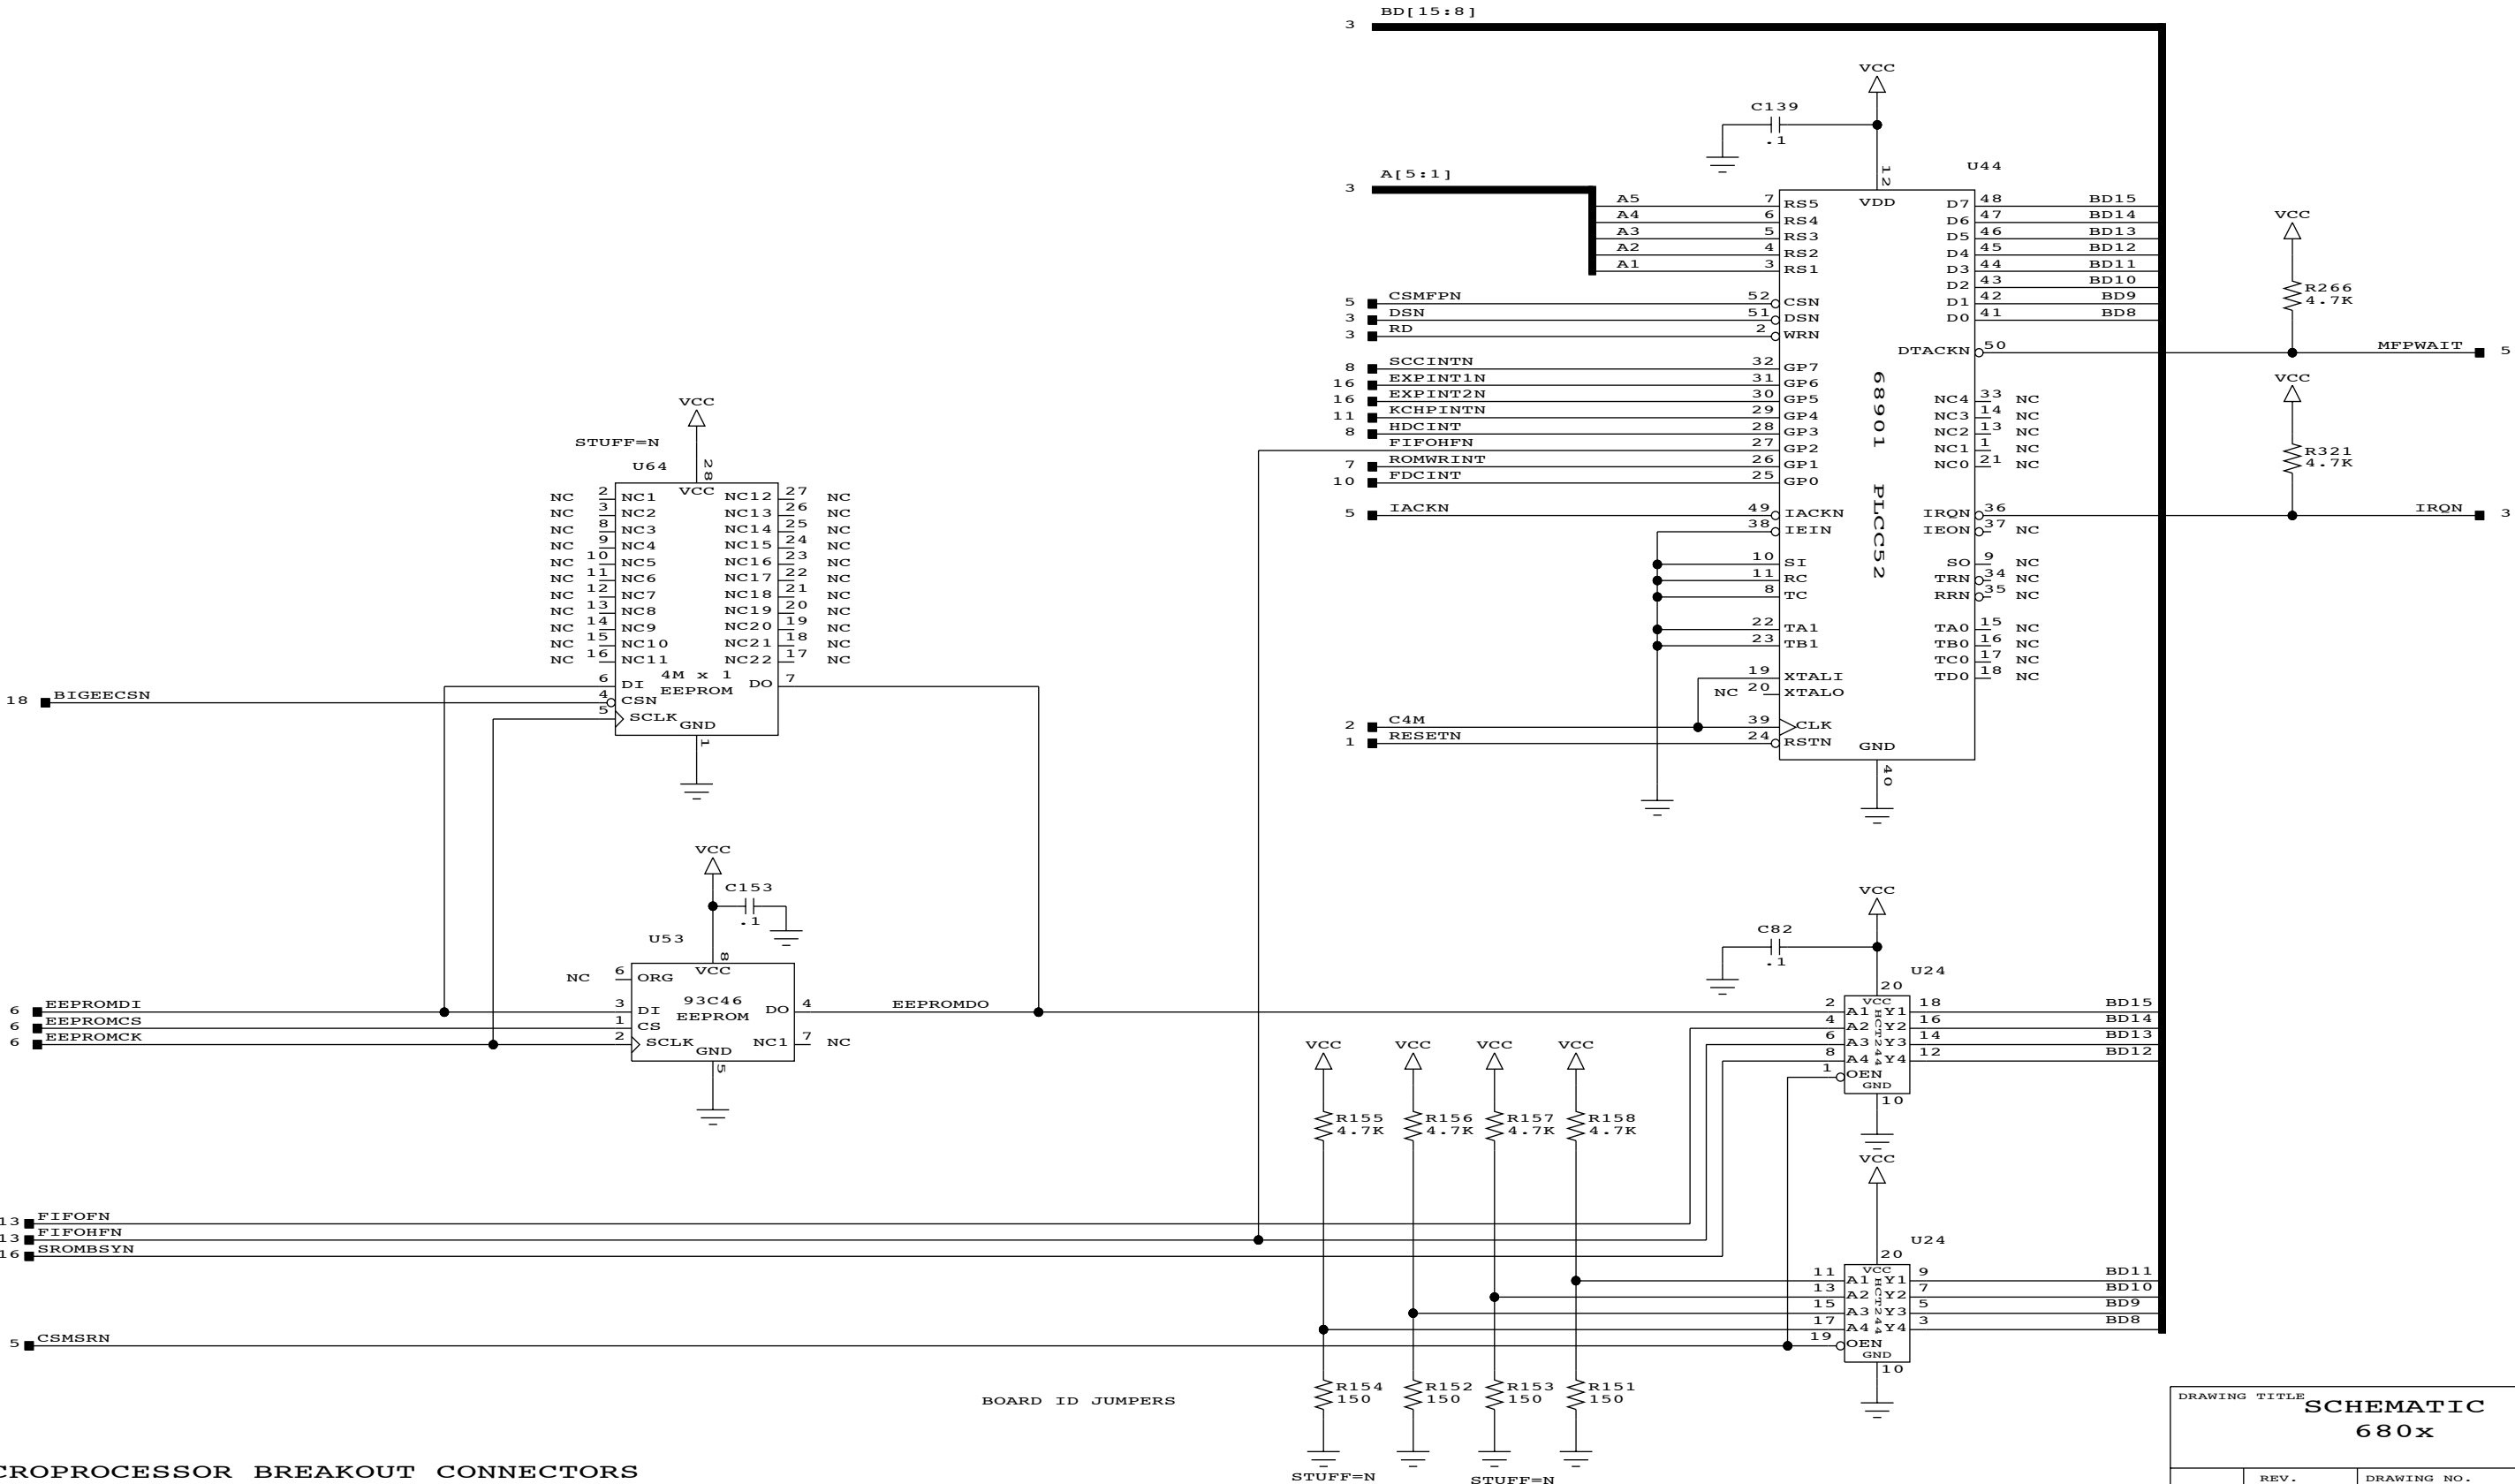 BD[15:8]
3
VCC
C139
.1
12
U44
A[5:1]
3
VDD
A5 7 RS5
A4 6 RS4
A3 5 RS3
A2 4 RS2
A1 3 RS1
D7 48 BD15
D6 47 BD14
D5 46 BD13
D4 45 BD12
D3 44 BD11
D2 43 BD10
D1 42 BD9
D0 41 BD8
5 CSMFPN 52 CSN
3 DSN 51 DSN
3 RD 2 WRN
DTACKN 50 MFPWAIT 5
VCC
R266
4.7K
8 SCCINTN 32 GP7
16 EXPINT1N 31 GP6
16 EXPINT2N 30 GP5
11 KCHPINTN 29 GP4
8 HDCINT 28 GP3
FIFOHFN 27 GP2
7 ROMWRINT 26 GP1
10 FDCINT 25 GP0
68901 PLCC52
NC4 33 NC
NC3 14 NC
NC2 13 NC
NC1 1 NC
NC0 21 NC
VCC
R321
4.7K
5 IACKN 49 IACKN
38 IEIN
IRQN 36 IRQN 3
IEON 37 NC
10 SI
11 RC
8 TC
SO 9 NC
TRN 34 NC
RRN 35 NC
22 TA1
23 TB1
TA0 15 NC
TB0 16 NC
TC0 17 NC
TD0 18 NC
19 XTALI
NC 20 XTALO
2 C4M 39 CLK
1 RESETN 24 RSTN
GND
40
VCC
STUFF=N
U64
28
VCC
NC 2 NC1 NC12 27 NC
NC 3 NC2 NC13 26 NC
NC 8 NC3 NC14 25 NC
NC 9 NC4 NC15 24 NC
NC 10 NC5 NC16 23 NC
NC 11 NC6 NC17 22 NC
NC 12 NC7 NC18 21 NC
NC 13 NC8 NC19 20 NC
NC 14 NC9 NC20 19 NC
NC 15 NC10 NC21 18 NC
NC 16 NC11 NC22 17 NC
4M x 1
EEPROM
6 DI DO 7
18 BIGEECSN 4 CSN
5 SCLK
GND
1
VCC
C153
.1
U53
8
VCC
NC 6 ORG
93C46
EEPROM
6 EEPROMDI 3 DI DO 4 EEPROMDO
6 EEPROMCS 1 CS
6 EEPROMCK 2 SCLK NC1 7 NC
GND
5
VCC
C82
.1
U24
20
VCC
HCT244
2 A1 Y1 18 BD15
4 A2 Y2 16 BD14
6 A3 Y3 14 BD13
8 A4 Y4 12 BD12
1 OEN
GND
10
VCC VCC VCC VCC
R155 R156 R157 R158
4.7K 4.7K 4.7K 4.7K
VCC
13 FIFOFN
13 FIFOHFN
16 SROMBSYN
U24
20
VCC
HCT244
11 A1 Y1 9 BD11
13 A2 Y2 7 BD10
15 A3 Y3 5 BD9
17 A4 Y4 3 BD8
5 CSMSRN 19 OEN
GND
10
BOARD ID JUMPERS
R154 R152 R153 R151
150 150 150 150
STUFF=N STUFF=N
CROPROCESSOR BREAKOUT CONNECTORS
DRAWING TITLE
SCHEMATIC
680x
REV. DRAWING NO.